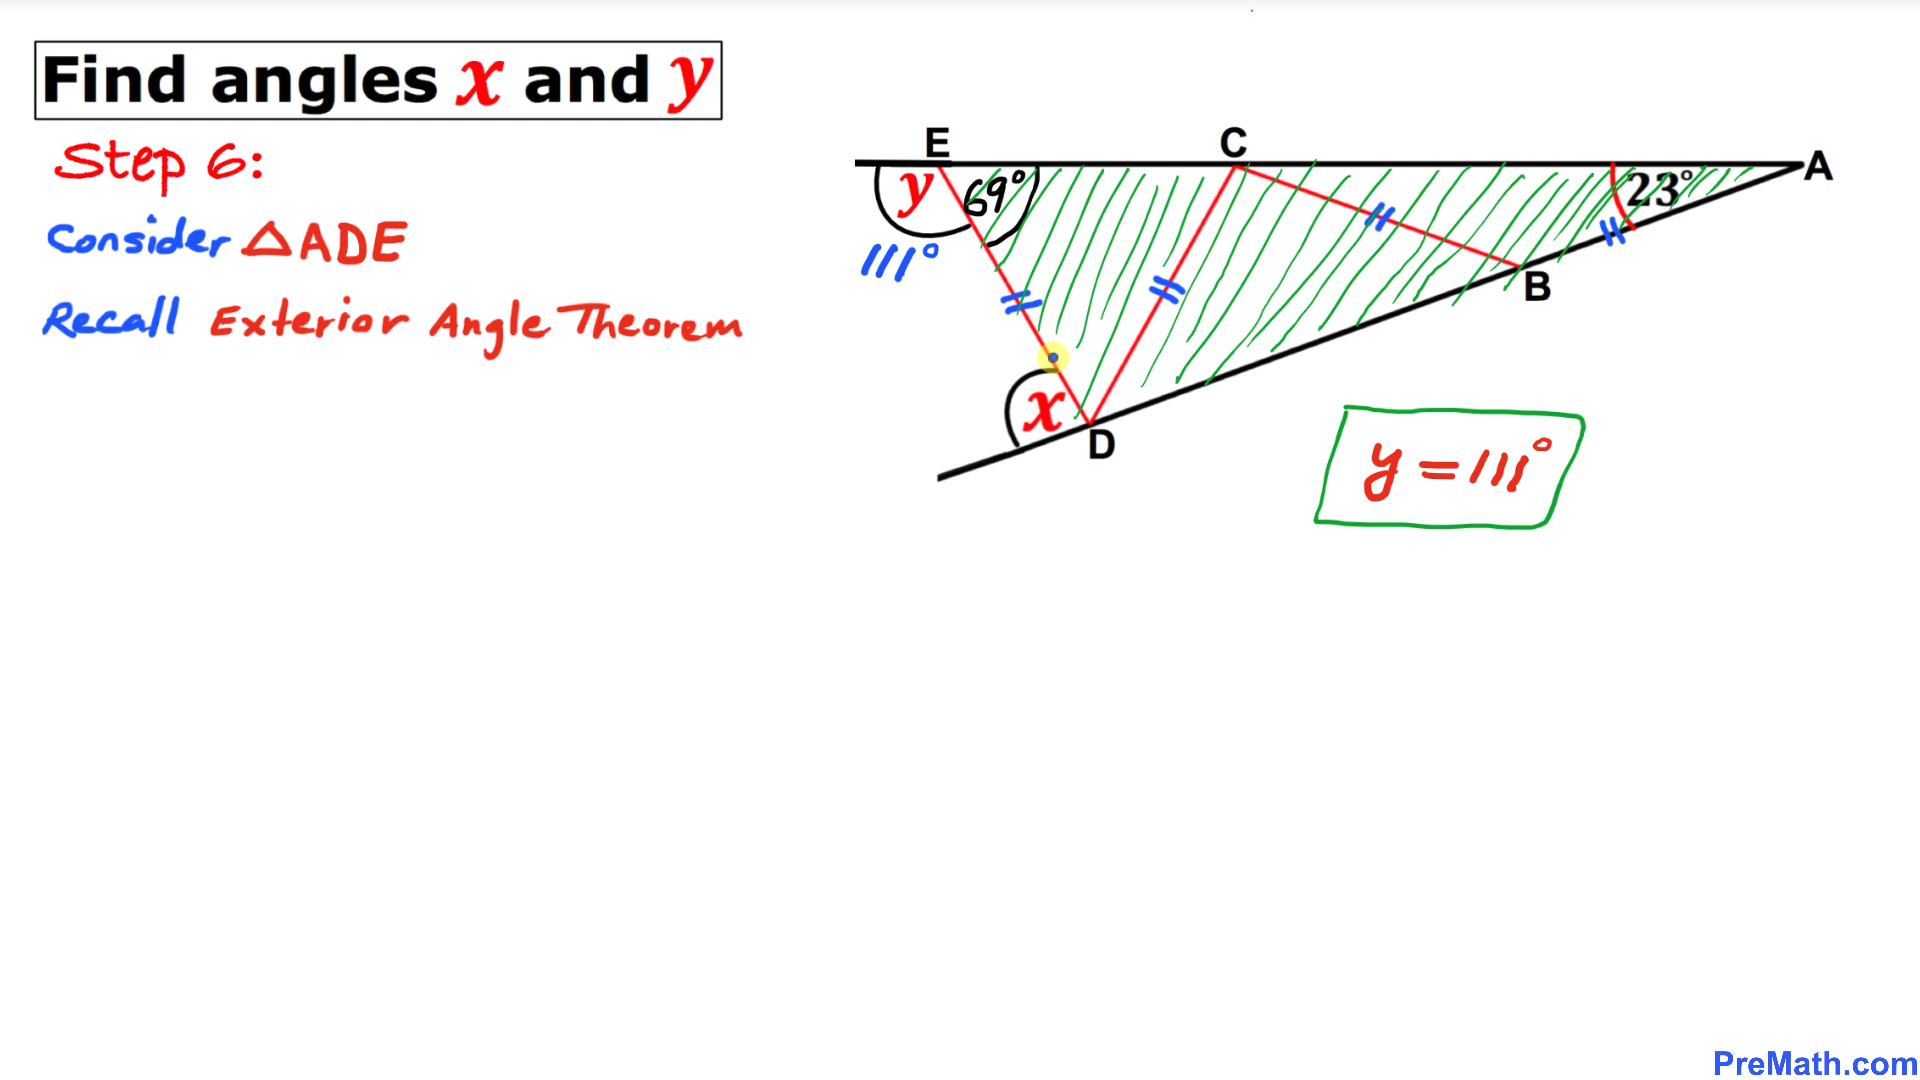 Find angles x and y
Step 6:
Consider △ADE
Recall Exterior Angle Theorem
E
C
A
y
69°
23°
111°
B
x
D
y = 111°
PreMath.com